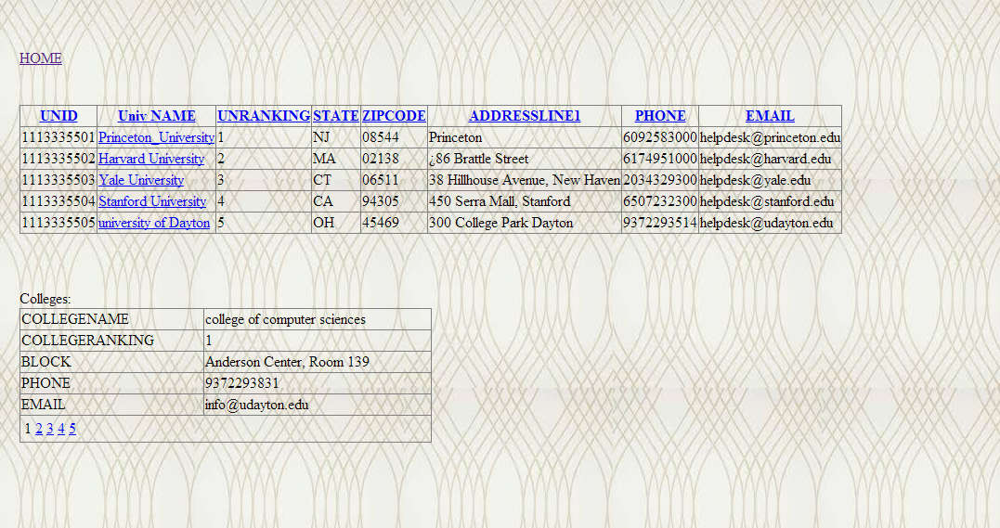 HOME
UNID Univ NAME UNRANKING STATE ZIPCODE ADDRESSLINE1 PHONE EMAIL
1113335501 Princeton_University 1 NJ 08544 Princeton 6092583000 helpdesk@princeton.edu
1113335502 Harvard University 2 MA 02138 ¿86 Brattle Street 6174951000 helpdesk@harvard.edu
1113335503 Yale University 3 CT 06511 38 Hillhouse Avenue, New Haven 2034329300 helpdesk@yale.edu
1113335504 Stanford University 4 CA 94305 450 Serra Mall, Stanford 6507232300 helpdesk@stanford.edu
1113335505 university of Dayton 5 OH 45469 300 College Park Dayton 9372293514 helpdesk@udayton.edu
Colleges:
COLLEGENAME college of computer sciences
COLLEGERANKING 1
BLOCK Anderson Center, Room 139
PHONE 9372293831
EMAIL info@udayton.edu
1 2 3 4 5